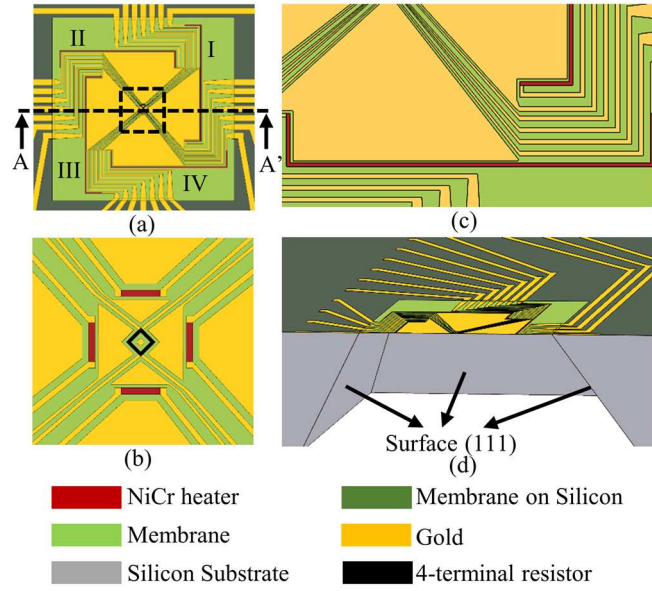 I
II
III
IV
A
A'
(a)
(c)
(b)
Surface (111)
(d)
NiCr heater
Membrane on Silicon
Membrane
Gold
Silicon Substrate
4-terminal resistor